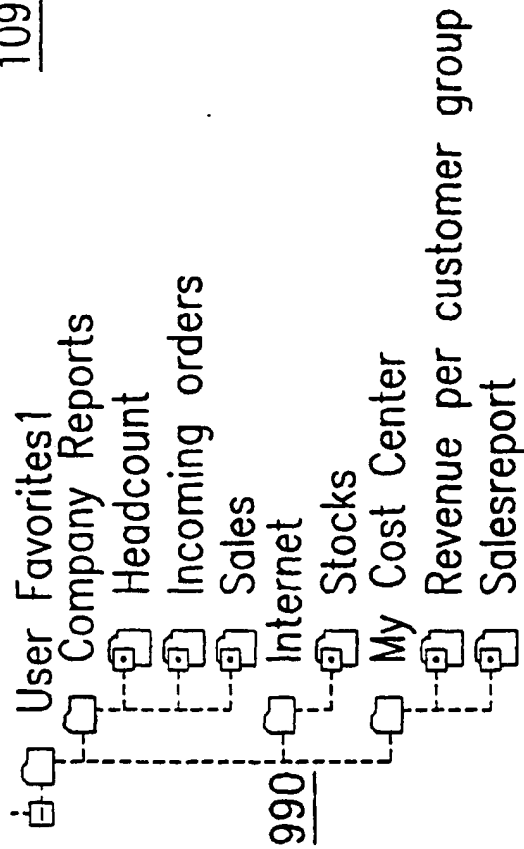 109
User Favorites1
Company Reports
Headcount
Incoming orders
Sales
Internet
Stocks
My Cost Center
Revenue per customer group
Salesreport
990